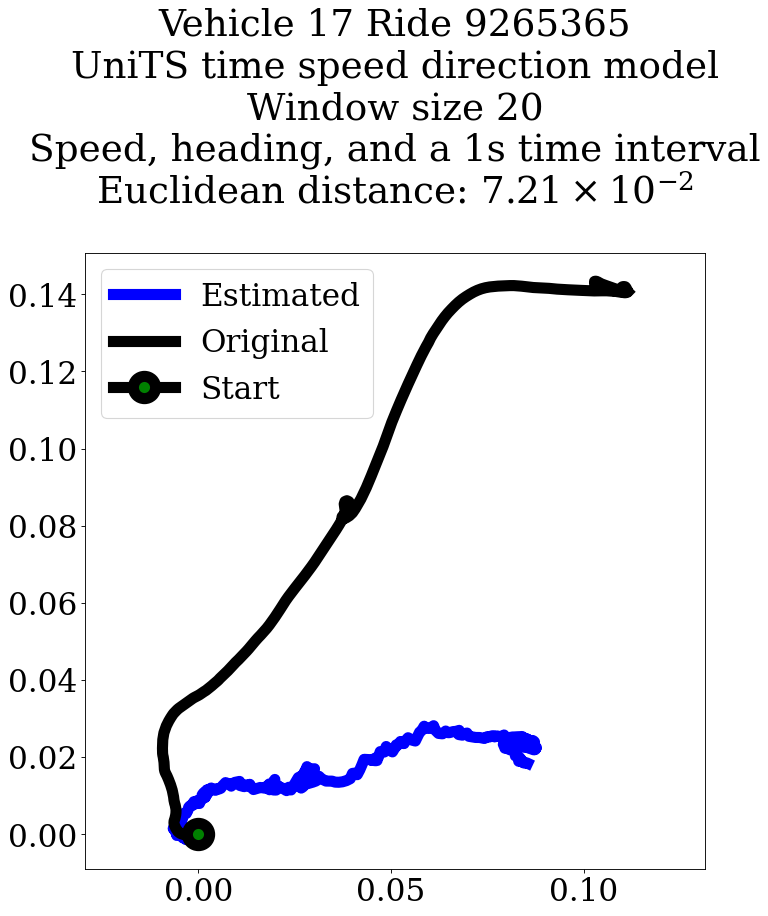 Vehicle 17 Ride 9265365
UniTS time speed direction model
Window size 20
Speed, heading, and a 1s time interval
Euclidean distance: 7.21 × 10⁻²
Estimated
Original
Start
0.14
0.12
0.10
0.08
0.06
0.04
0.02
0.00
0.00 0.05 0.10